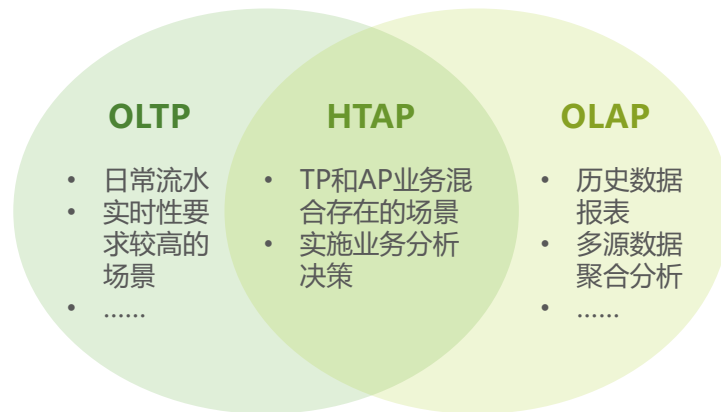 OLTP
• 日常流水
• 实时性要
求较高的
场景
• ......
HTAP
• TP和AP业务混
合存在的场景
• 实施业务分析
决策
OLAP
• 历史数据
报表
• 多源数据
聚合分析
• ......